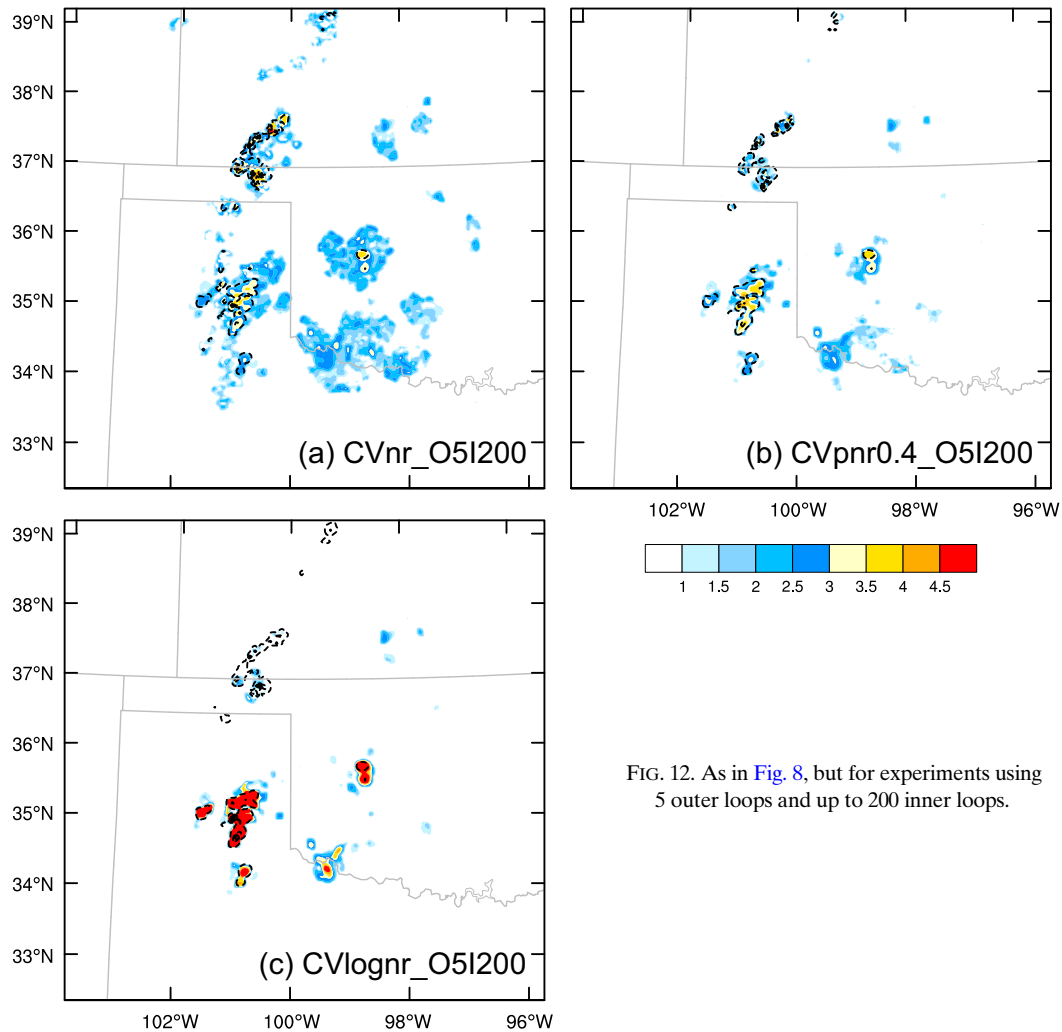 39°N
38°N
37°N
36°N
35°N
34°N
33°N
(a) CVnr_O5I200
(b) CVpnr0.4_O5I200
102°W 100°W 98°W 96°W
1 1.5 2 2.5 3 3.5 4 4.5
39°N
38°N
37°N
36°N
35°N
34°N
33°N
(c) CVlognr_O5I200
102°W 100°W 98°W 96°W
FIG. 12. As in Fig. 8, but for experiments using
5 outer loops and up to 200 inner loops.